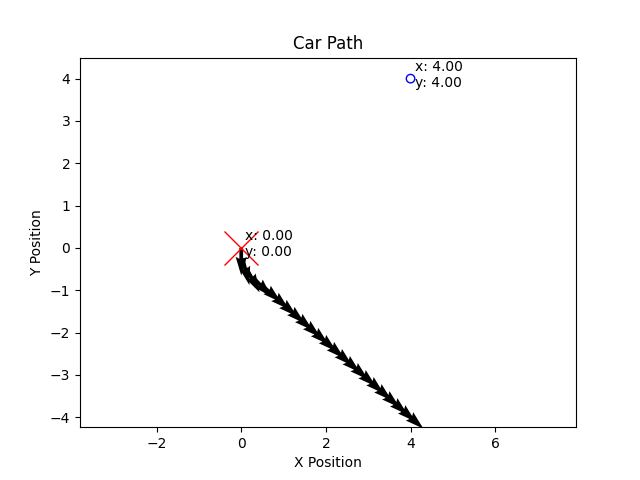 Car Path
x: 4.00
y: 4.00
x: 0.00
y: 0.00
4
3
2
1
0
−1
−2
−3
−4
Y Position
−2
0
2
4
6
X Position